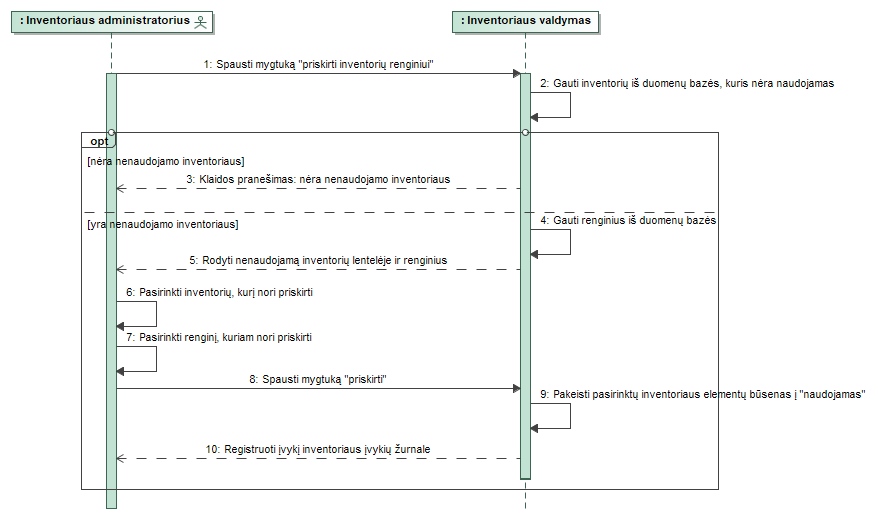 : Inventoriaus administratorius
: Inventoriaus valdymas
1: Spausti mygtuką "priskirti inventorių renginiui"
2: Gauti inventorių iš duomenų bazės, kuris nėra naudojamas
opt
[nėra nenaudojamo inventoriaus]
3: Klaidos pranešimas: nėra nenaudojamo inventoriaus
[yra nenaudojamo inventoriaus]
4: Gauti renginius iš duomenų bazės
5: Rodyti nenaudojamą inventorių lentelėje ir renginius
6: Pasirinkti inventorių, kurį nori priskirti
7: Pasirinkti renginį, kuriam nori priskirti
8: Spausti mygtuką "priskirti"
9: Pakeisti pasirinktų inventoriaus elementų būsenas į "naudojamas"
10: Registruoti įvykį inventoriaus įvykių žurnale